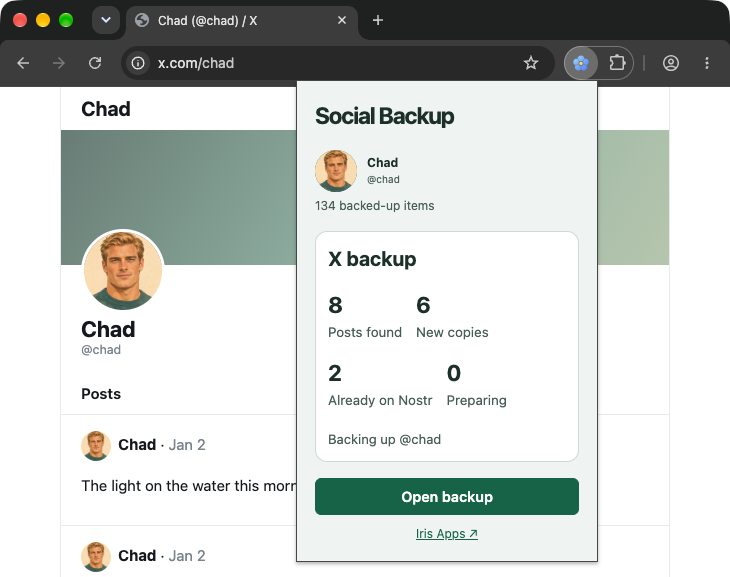 Chad (@chad) / X
x.com/chad
Chad
Chad
@chad
Posts
Chad · Jan 2
The light on the water this morn
Chad · Jan 2
Social Backup
Chad
@chad
134 backed-up items
X backup
8
Posts found
6
New copies
2
Already on Nostr
0
Preparing
Backing up @chad
Open backup
Iris Apps ↗